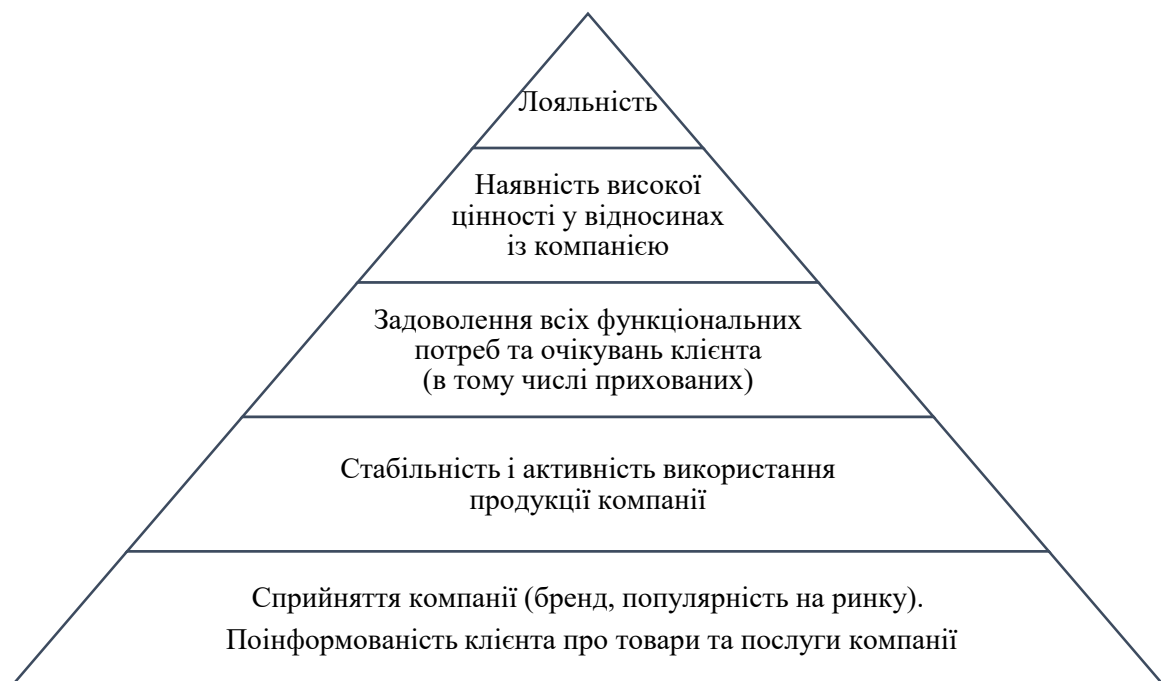 Лояльність
Наявність високої
цінності у відносинах
із компанією
Задоволення всіх функціональних
потреб та очікувань клієнта
(в тому числі прихованих)
Стабільність і активність використання
продукції компанії
Сприйняття компанії (бренд, популярність на ринку).
Поінформованість клієнта про товари та послуги компанії